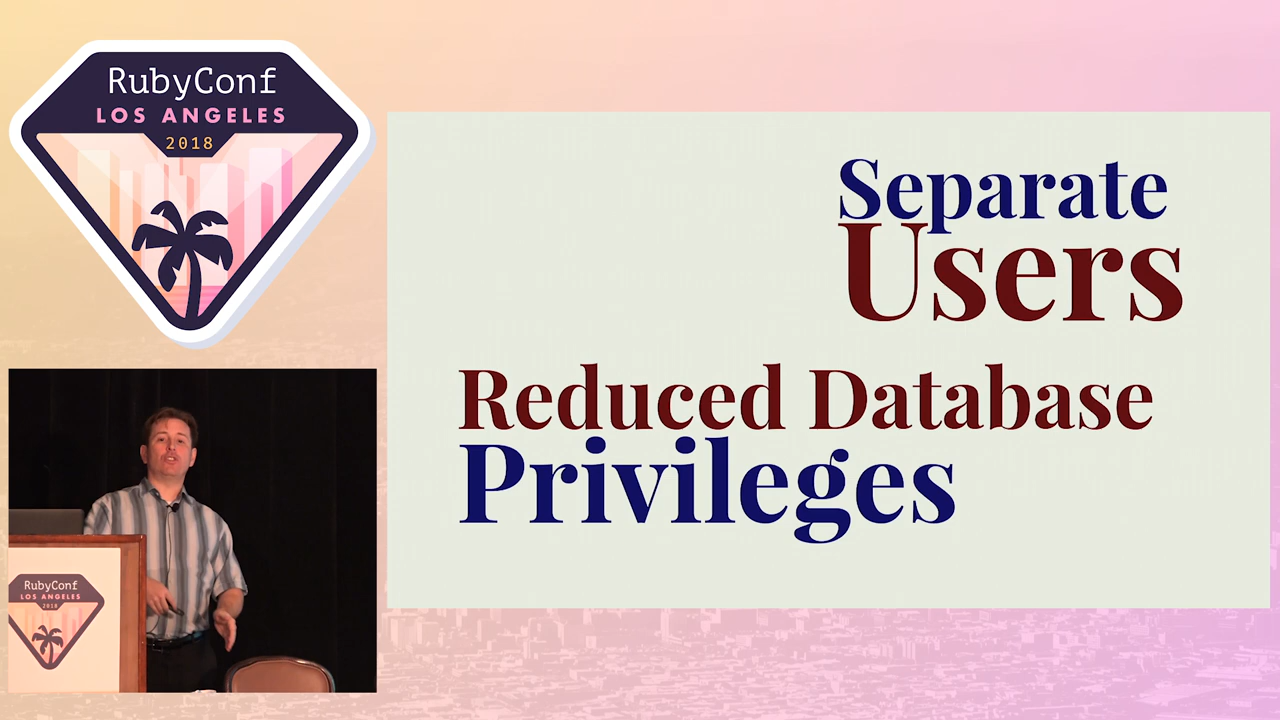 RubyConf
LOS ANGELES
2018
Separate
Users
Reduced Database
Privileges
RubyConf
LOS ANGELES
2018